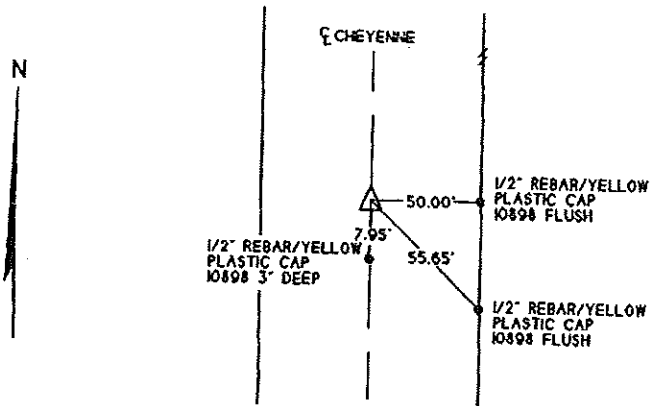 ℄ CHEYENNE
N
50.00'
1/2" REBAR/YELLOW
PLASTIC CAP
10898 FLUSH
7.95'
55.65'
1/2" REBAR/YELLOW
PLASTIC CAP
10898 3" DEEP
1/2" REBAR/YELLOW
PLASTIC CAP
10898 FLUSH